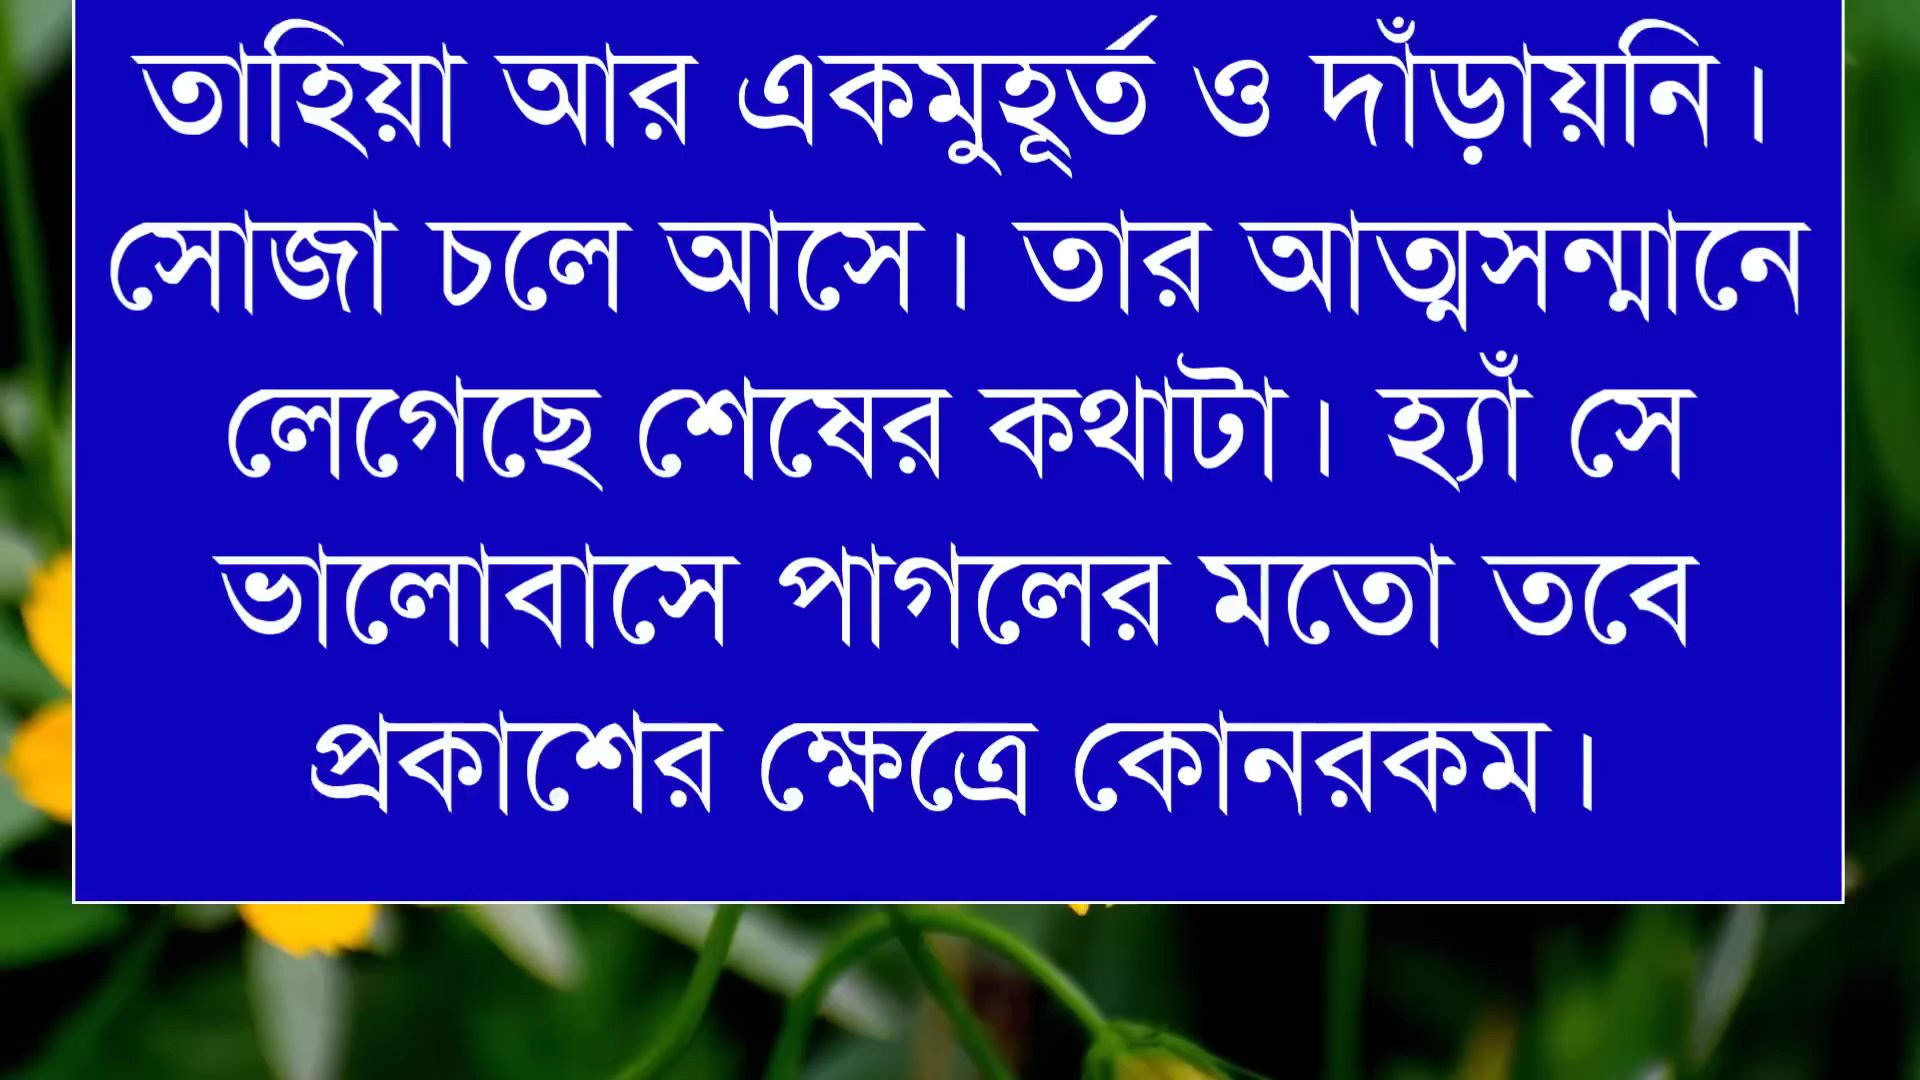 তাহিয়া আর একমুহূর্ত ও দাঁড়ায়নি।
সোজা চলে আসে। তার আত্মসন্মানে
লেগেছে শেষের কথাটা। হ্যাঁ সে
ভালোবাসে পাগলের মতো তবে
প্রকাশের ক্ষেত্রে কোনরকম।